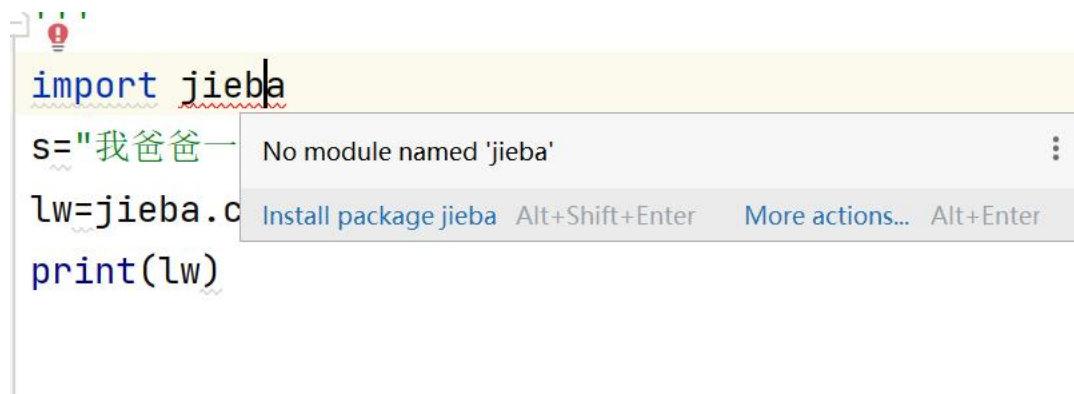 '''
import jieba
s="我爸爸一
No module named 'jieba'
lw=jieba.c
Install package jieba Alt+Shift+Enter More actions... Alt+Enter
print(lw)